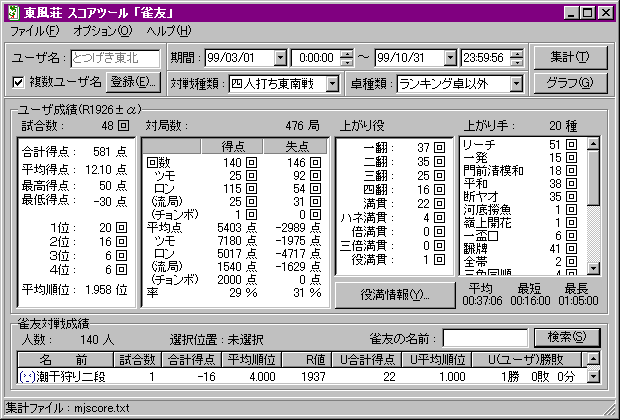 東風荘 スコアツール「雀友」
ファイル(F) オプション(O) ヘルプ(H)
ユーザ名: とつげき東北 期間: 99/03/01 0:00:00 ～ 99/10/31 23:59:56 集計(T)
複数ユーザ名 登録(E)... 対戦種類: 四人打ち東南戦 卓種類: ランキング卓以外 グラフ(G)
ユーザ成績(R1926±α)
試合数: 48 回 対局数: 476 局 上がり役 上がり手: 20 種
合計得点: 581 点
平均得点: 12.10 点
最高得点: 50 点
最低得点: -30 点
1位: 20 回
2位: 16 回
3位: 6 回
4位: 6 回
平均順位: 1.958 位
得点 失点
回数 140 回 146 回
ツモ 25 回 92 回
ロン 115 回 54 回
(流局) 25 回 31 回
(チョンボ) 1 回 0 回
平均点 5403 点 -2989 点
ツモ 7180 点 -1975 点
ロン 5017 点 -4717 点
(流局) 1540 点 -1629 点
(チョンボ) 2000 点 0 点
率 29 % 31 %
一翻: 37 回
二翻: 35 回
三翻: 25 回
四翻: 16 回
満貫: 22 回
ハネ満貫: 4 回
倍満貫: 0 回
三倍満貫: 0 回
役満貫: 1 回
役満情報(Y)...
リーチ 51 回
一発 15 回
門前清模和 18 回
平和 38 回
断ヤオ 35 回
河底撈魚 1 回
嶺上開花 1 回
一盃口 6 回
飜牌 41 回
全帯 2 回
三色同順 4 回
平均 最短 最長
00:37:06 00:16:00 01:05:00
雀友対戦成績
人数: 140 人 選択位置:未選択 雀友の名前: 検索(S)
名 前 試合数 合計得点 平均順位 R値 U合計得点 U平均順位 U(ユーザ)勝敗
(;-;)潮干狩り二段 1 -16 4.000 1937 22 1.000 1勝 0敗 0分
集計ファイル: mjscore.txt